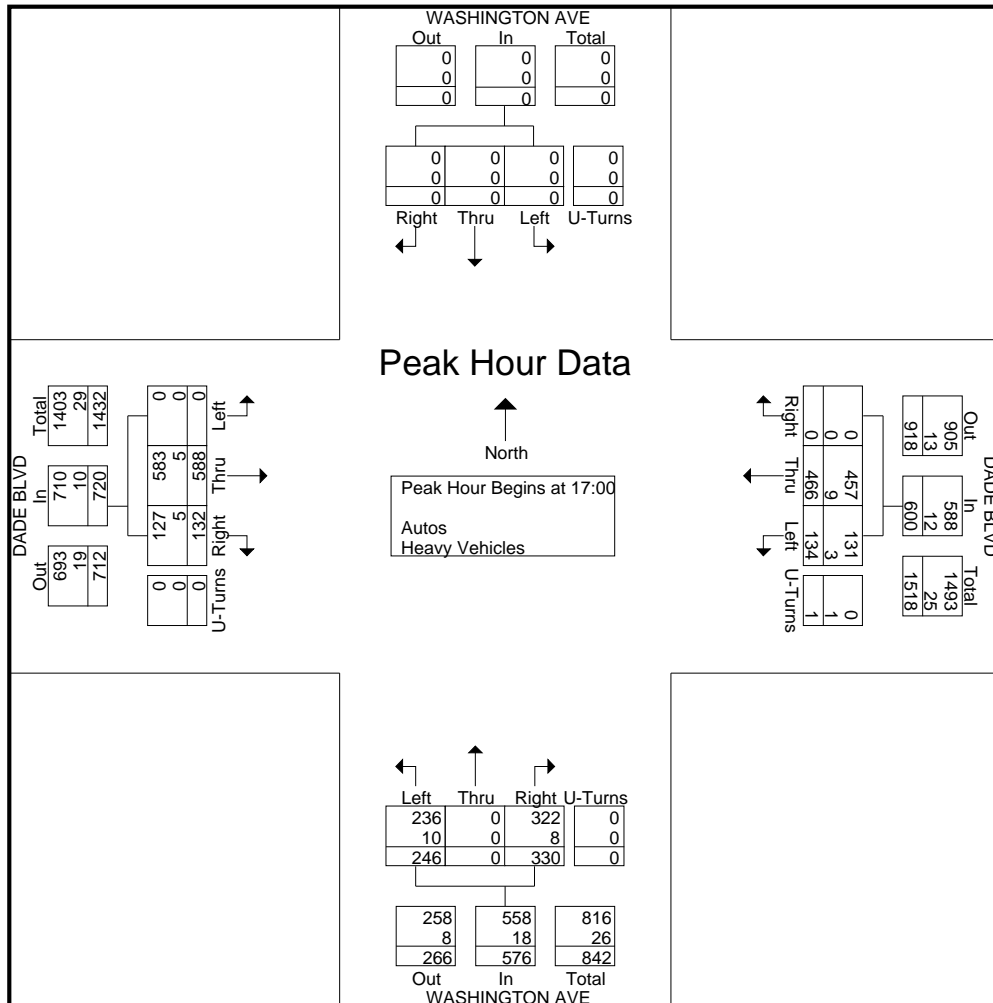 WASHINGTON AVE
Out In Total
0 0 0
0 0 0
0 0 0
0 0 0 0
0 0 0 0
0 0 0 0
Right Thru Left U-Turns
Peak Hour Data
North
Peak Hour Begins at 17:00
Autos
Heavy Vehicles
DADE BLVD
Out In Total
693 710 1403
19 10 29
712 720 1432
Left Thru Right U-Turns
0 583 127 0
0 5 5 0
0 588 132 0
DADE BLVD
Out In Total
905 588 1493
13 12 25
918 600 1518
0 457 131 0
0 9 3 1
0 466 134 1
Right Thru Left U-Turns
Left Thru Right U-Turns
236 0 322 0
10 0 8 0
246 0 330 0
258 558 816
8 18 26
266 576 842
Out In Total
WASHINGTON AVE